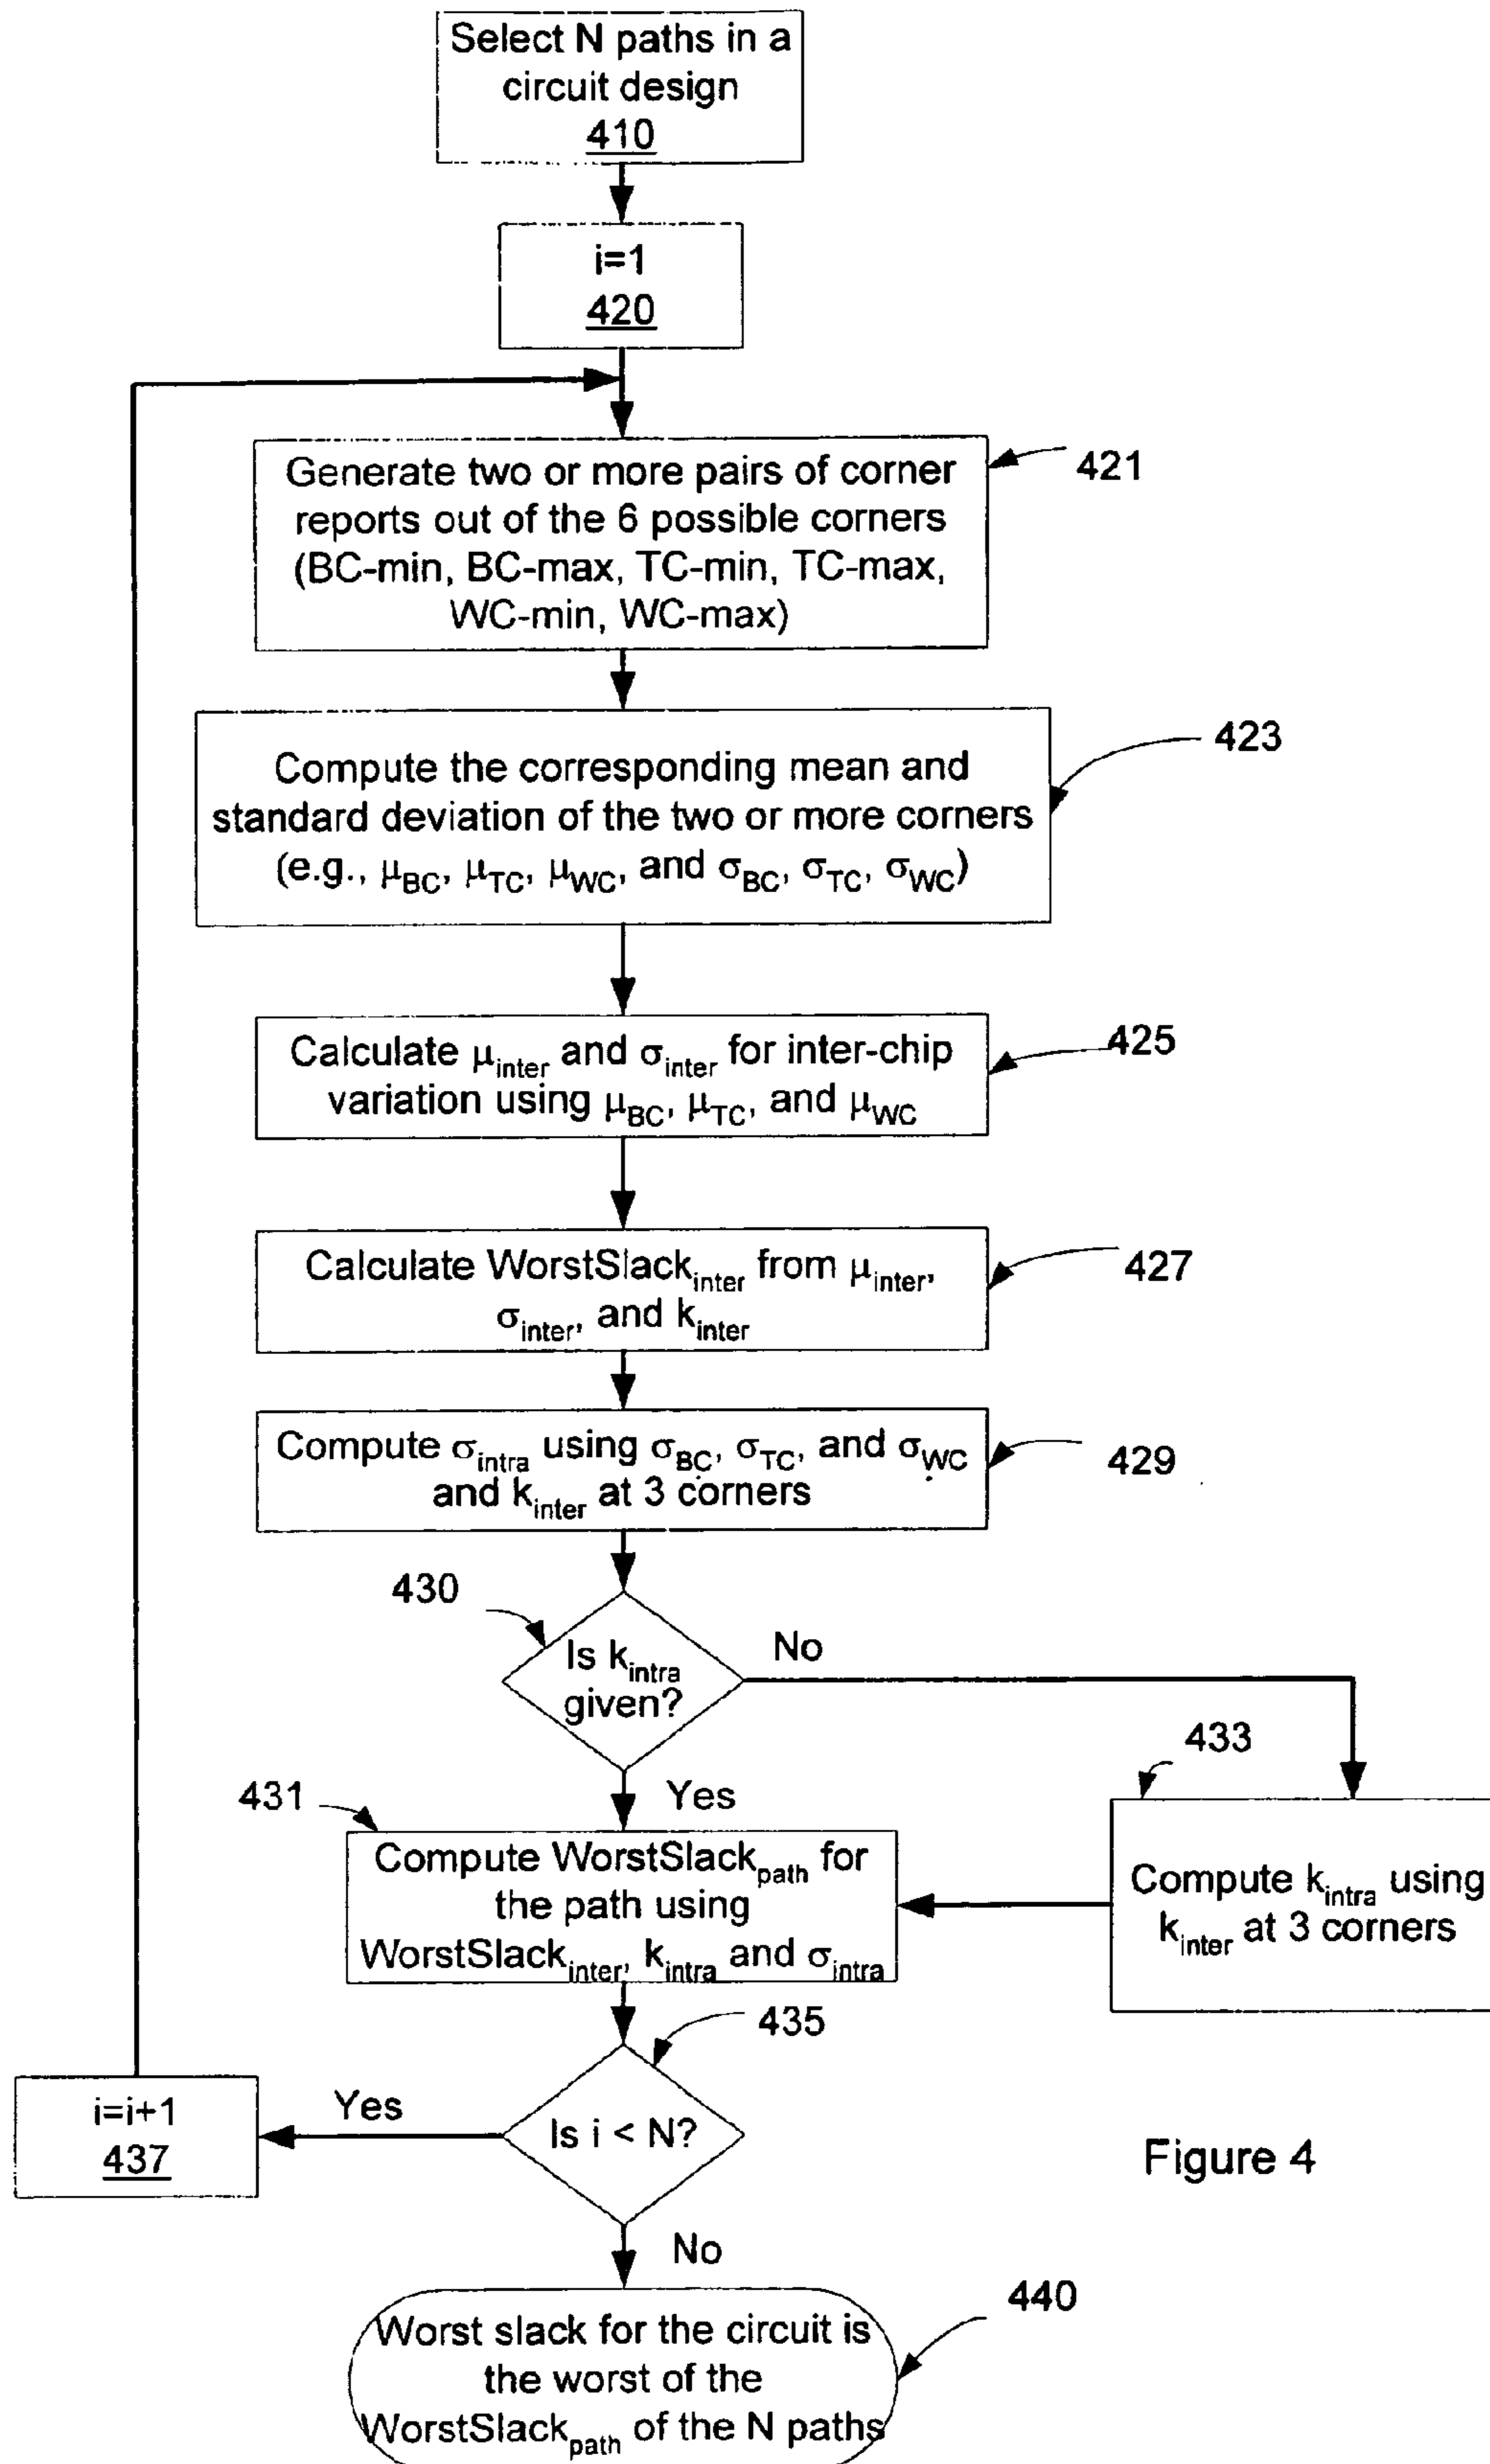 Select N paths in a
circuit design
410
i=1
420
Generate two or more pairs of corner
reports out of the 6 possible corners
(BC-min, BC-max, TC-min, TC-max,
WC-min, WC-max)
421
Compute the corresponding mean and
standard deviation of the two or more corners
(e.g., μBC, μTC, μWC, and σBC, σTC, σWC)
423
Calculate μinter and σinter for inter-chip
variation using μBC, μTC, and μWC
425
Calculate WorstSlackinter from μinter,
σinter, and kinter
427
Compute σintra using σBC, σTC, and σWC
and kinter at 3 corners
429
430
Is kintra
given?
No
Yes
433
Compute kintra using
kinter at 3 corners
431
Compute WorstSlackpath for
the path using
WorstSlackinter, kintra and σintra
435
Is i < N?
Yes
i=i+1
437
No
Figure 4
Worst slack for the circuit is
the worst of the
WorstSlackpath of the N paths
440